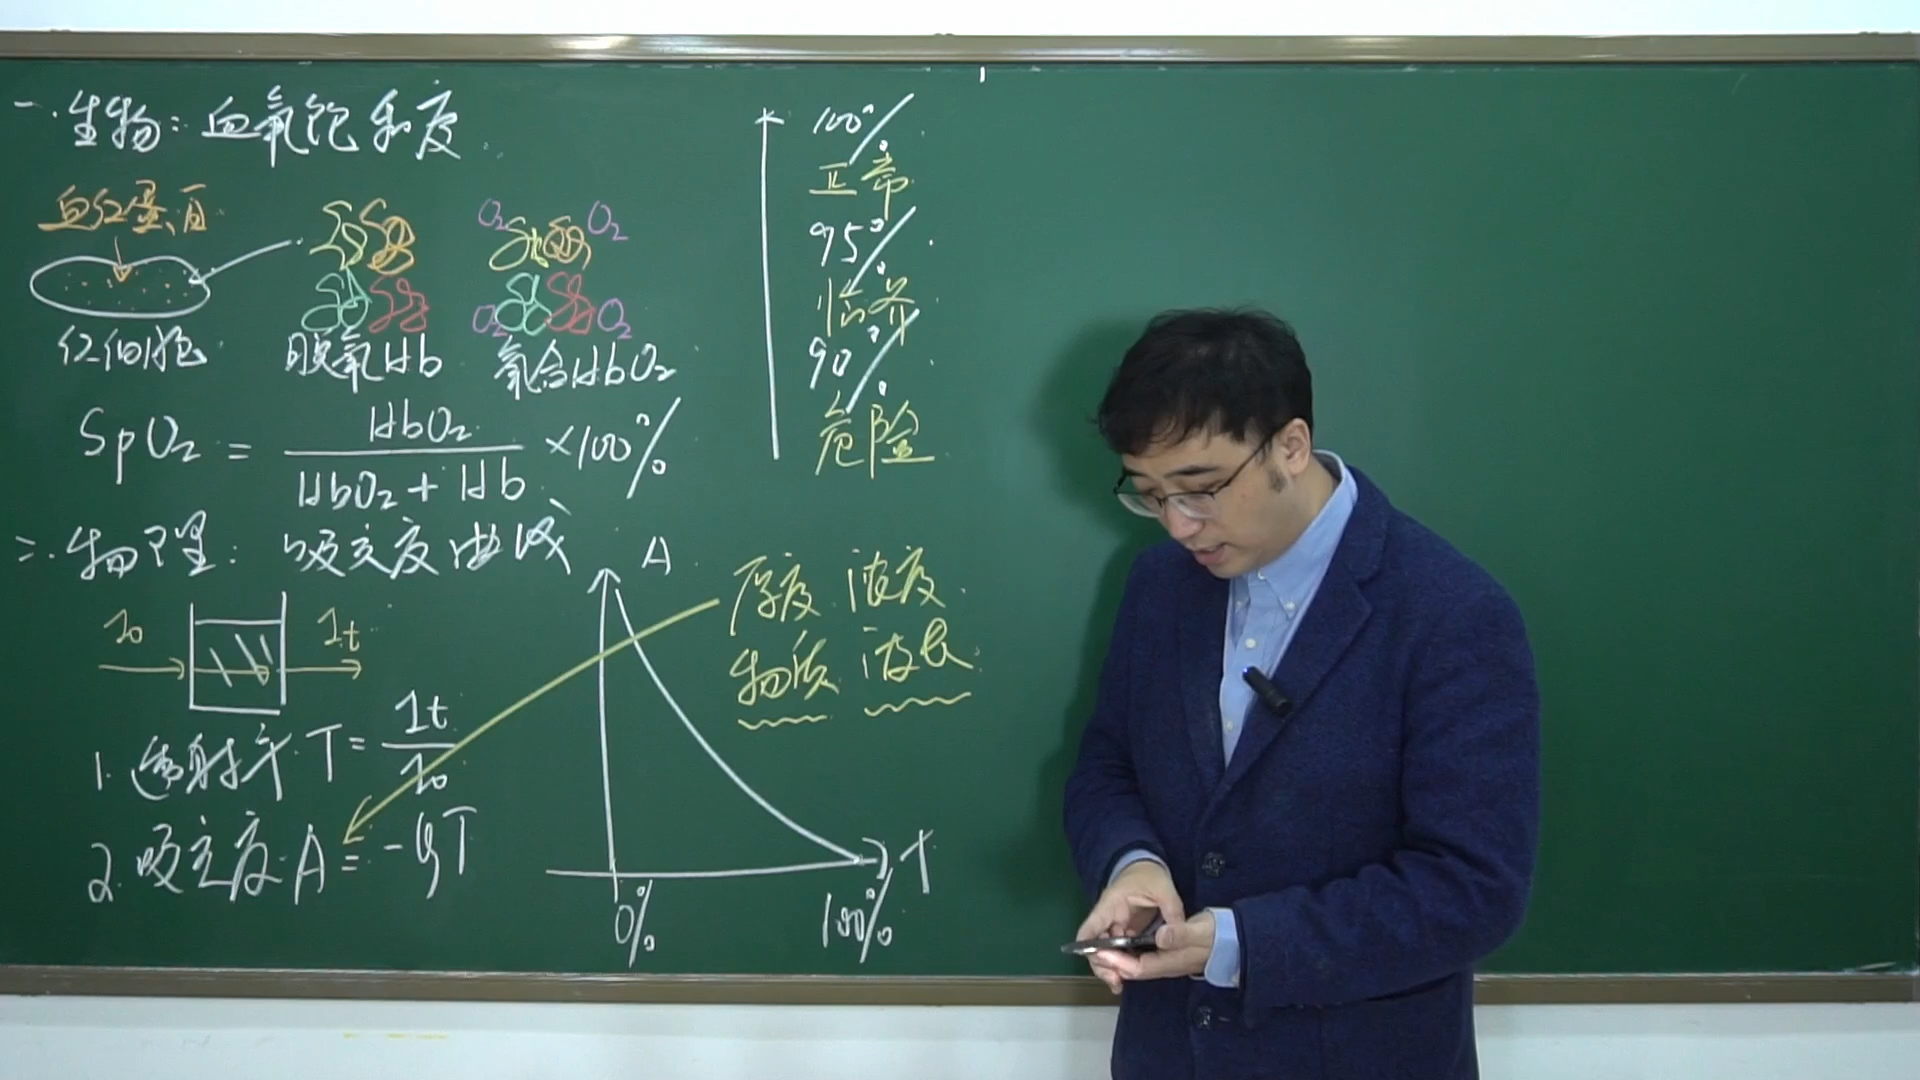 一. 生物: 血氧饱和度
血红蛋白
O₂ O₂
O₂ O₂
红细胞 脱氧Hb 氧合HbO₂
SpO₂ = HbO₂ / (HbO₂ + Hb) × 100%
100%
正常
95%
临界
90%
危险
二. 物理: 吸光度曲线
I₀ It
1. 透射率 T = It / I₀
2. 吸光度 A = -lgT
A
T
0% 100%
厚度 浓度
物质 波长